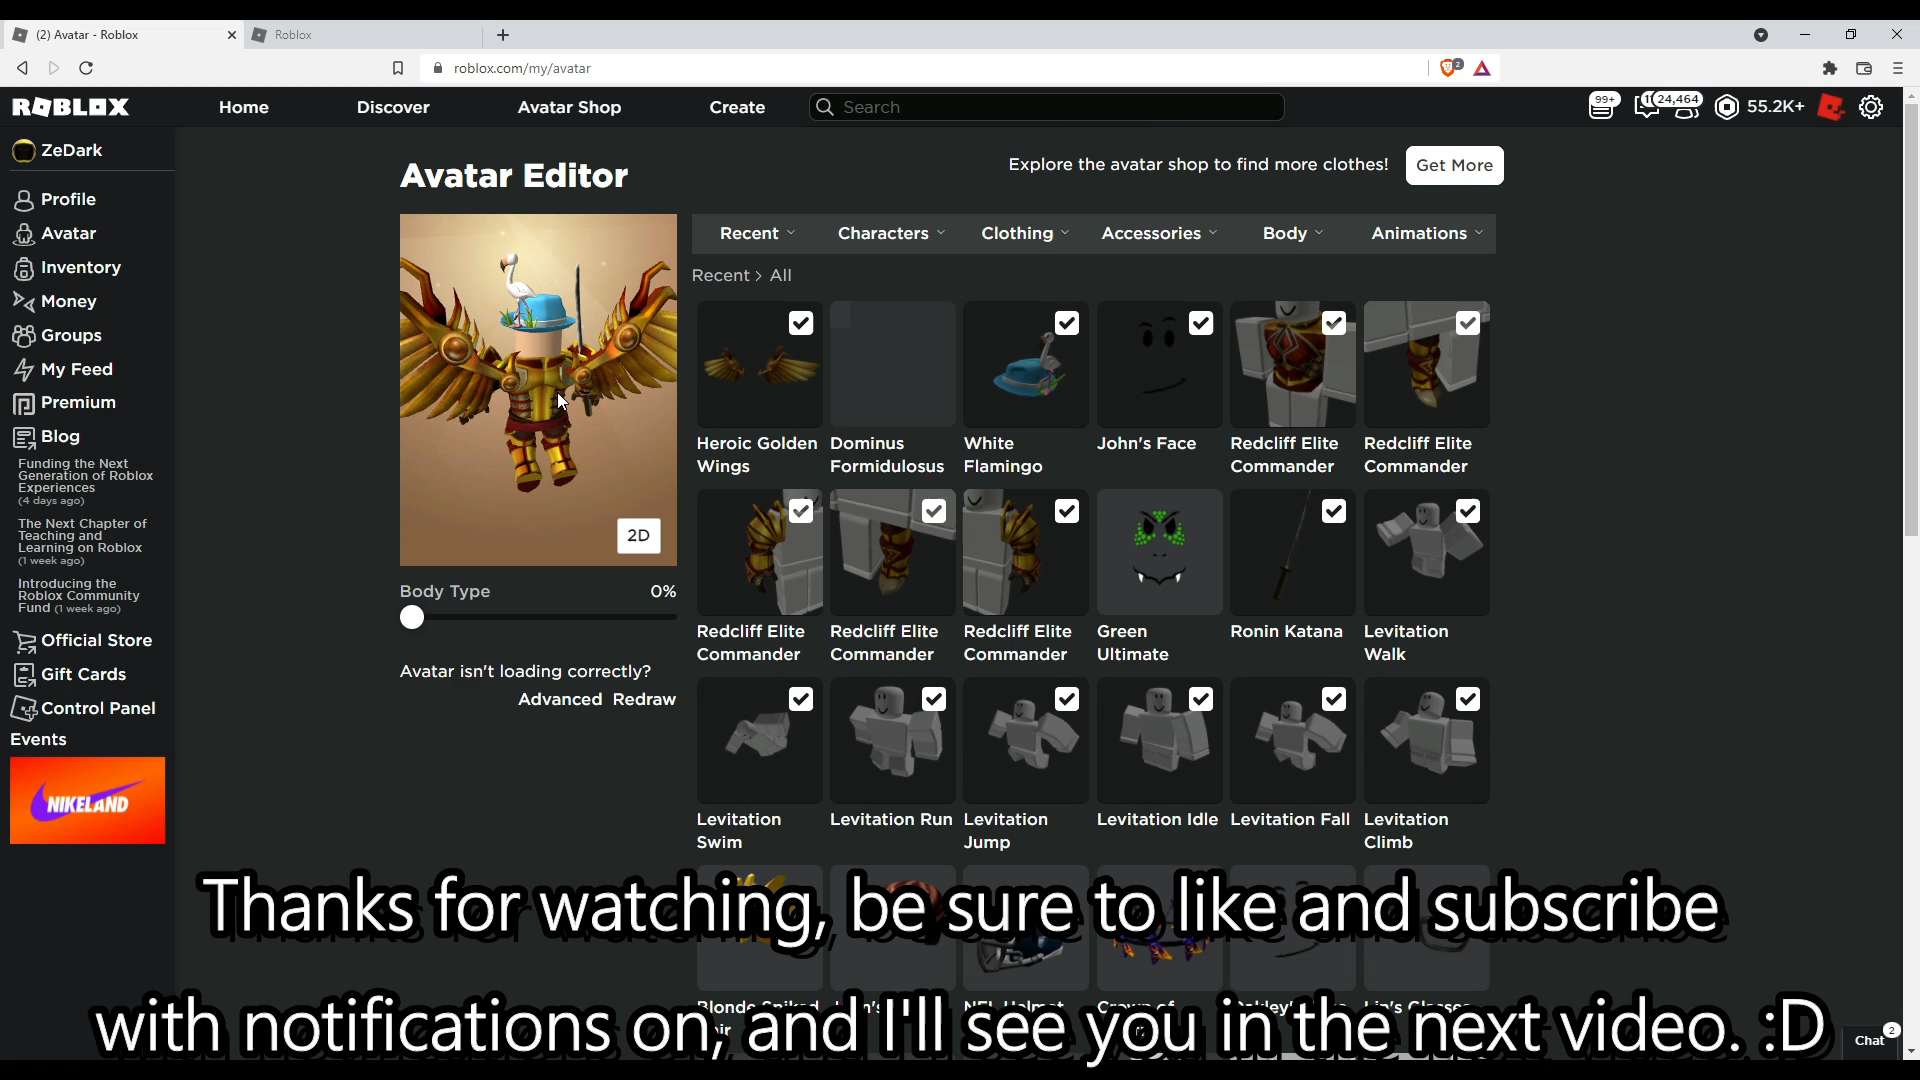 (2) Avatar - Roblox
Roblox
roblox.com/my/avatar
2
ROBLOX
Home
Discover
Avatar Shop
Create
Search
99+
24,464
55.2K+
ZeDark
Profile
Avatar
Inventory
Money
Groups
My Feed
Premium
Blog
Funding the Next
Generation of Roblox
Experiences
(4 days ago)
The Next Chapter of
Teaching and
Learning on Roblox
(1 week ago)
Introducing the
Roblox Community
Fund (1 week ago)
Official Store
Gift Cards
Control Panel
Events
NIKELAND
Avatar Editor
Explore the avatar shop to find more clothes!
Get More
2D
Body Type
0%
Avatar isn't loading correctly?
Advanced Redraw
Recent
Characters
Clothing
Accessories
Body
Animations
Recent > All
Heroic Golden
Wings
Dominus
Formidulosus
White
Flamingo
John's Face
Redcliff Elite
Commander
Redcliff Elite
Commander
Redcliff Elite
Commander
Redcliff Elite
Commander
Redcliff Elite
Commander
Green
Ultimate
Ronin Katana
Levitation
Walk
Levitation
Swim
Levitation Run
Levitation
Jump
Levitation Idle
Levitation Fall
Levitation
Climb
Thanks for watching, be sure to like and subscribe
Blonde Spiked
NFL Helmet
Crown of
with notifications on, and I'll see you in the next video. :D
Chat
2